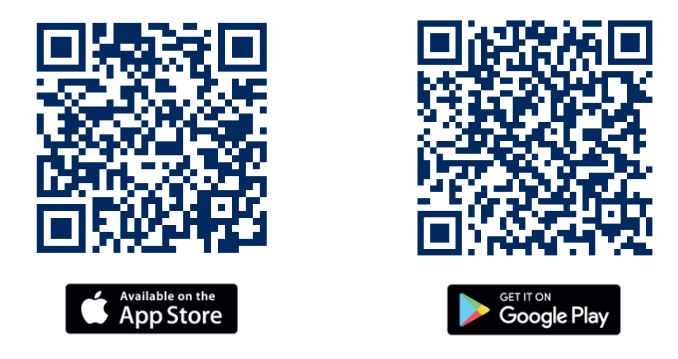 Available on the
App Store
GET IT ON
Google Play